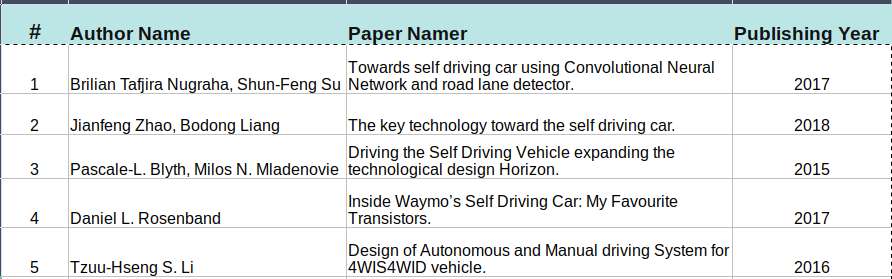 # Author Name Paper Namer Publishing Year
Towards self driving car using Convolutional Neural
1 Brilian Tafjira Nugraha, Shun-Feng Su Network and road lane detector. 2017
2 Jianfeng Zhao, Bodong Liang The key technology toward the self driving car. 2018
Driving the Self Driving Vehicle expanding the
3 Pascale-L. Blyth, Milos N. Mladenovie technological design Horizon. 2015
Inside Waymo’s Self Driving Car: My Favourite
4 Daniel L. Rosenband Transistors. 2017
Design of Autonomous and Manual driving System for
5 Tzuu-Hseng S. Li 4WIS4WID vehicle. 2016